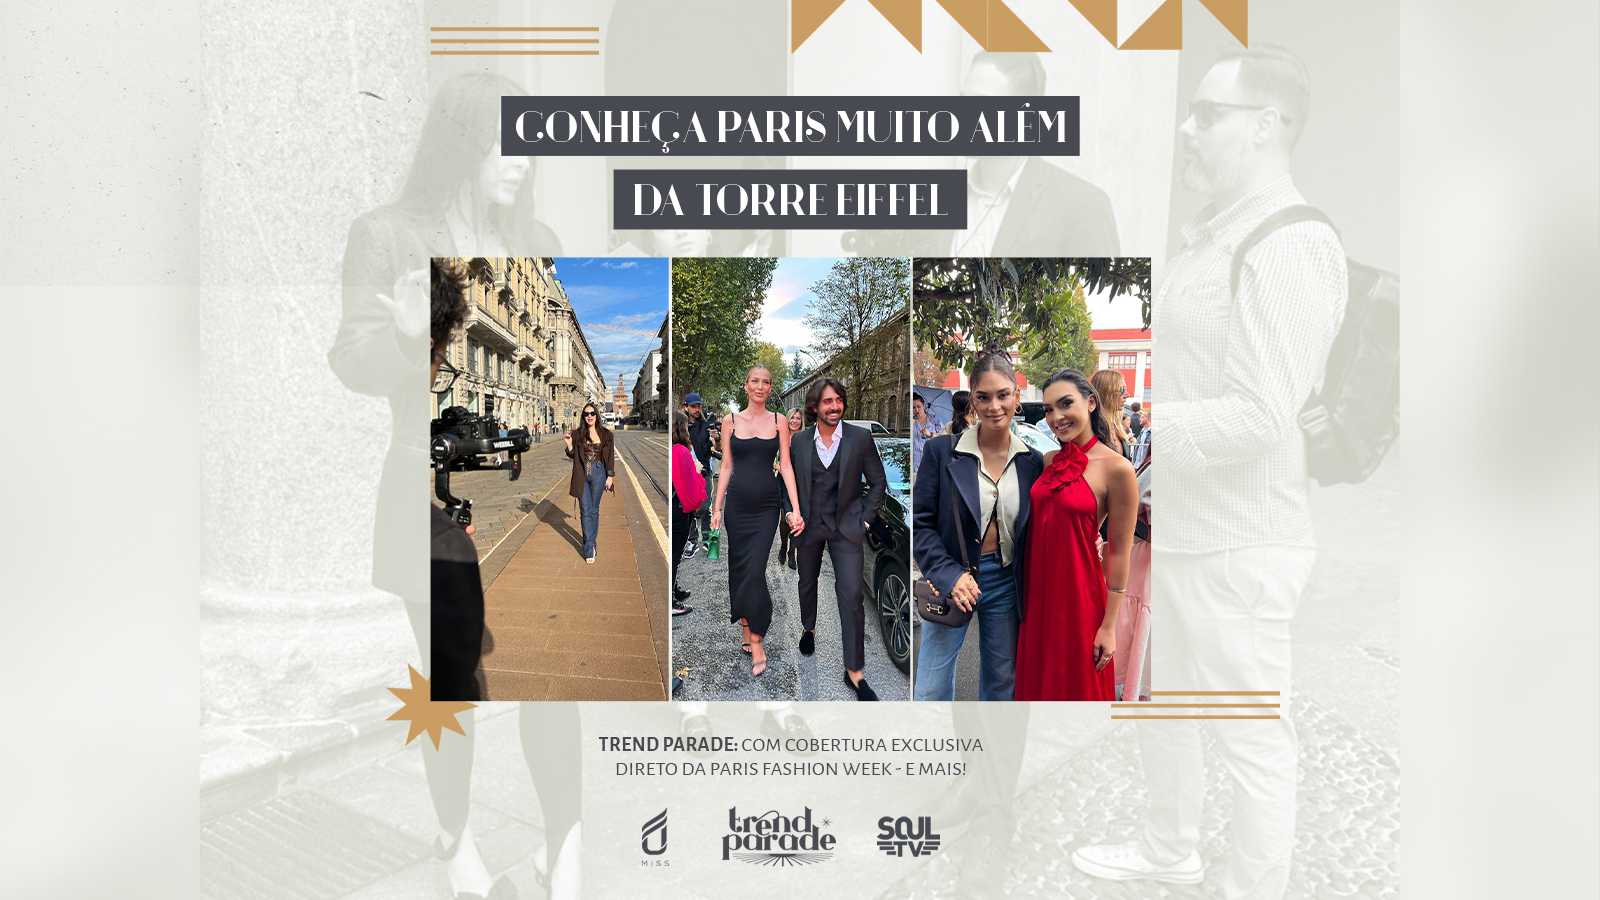 CONHEÇA PARIS MUITO ALÉM
DA TORRE EIFFEL
WEEBILL
TREND PARADE: COM COBERTURA EXCLUSIVA
DIRETO DA PARIS FASHION WEEK - E MAIS!
MISS
trend
parade
SOUL
TV